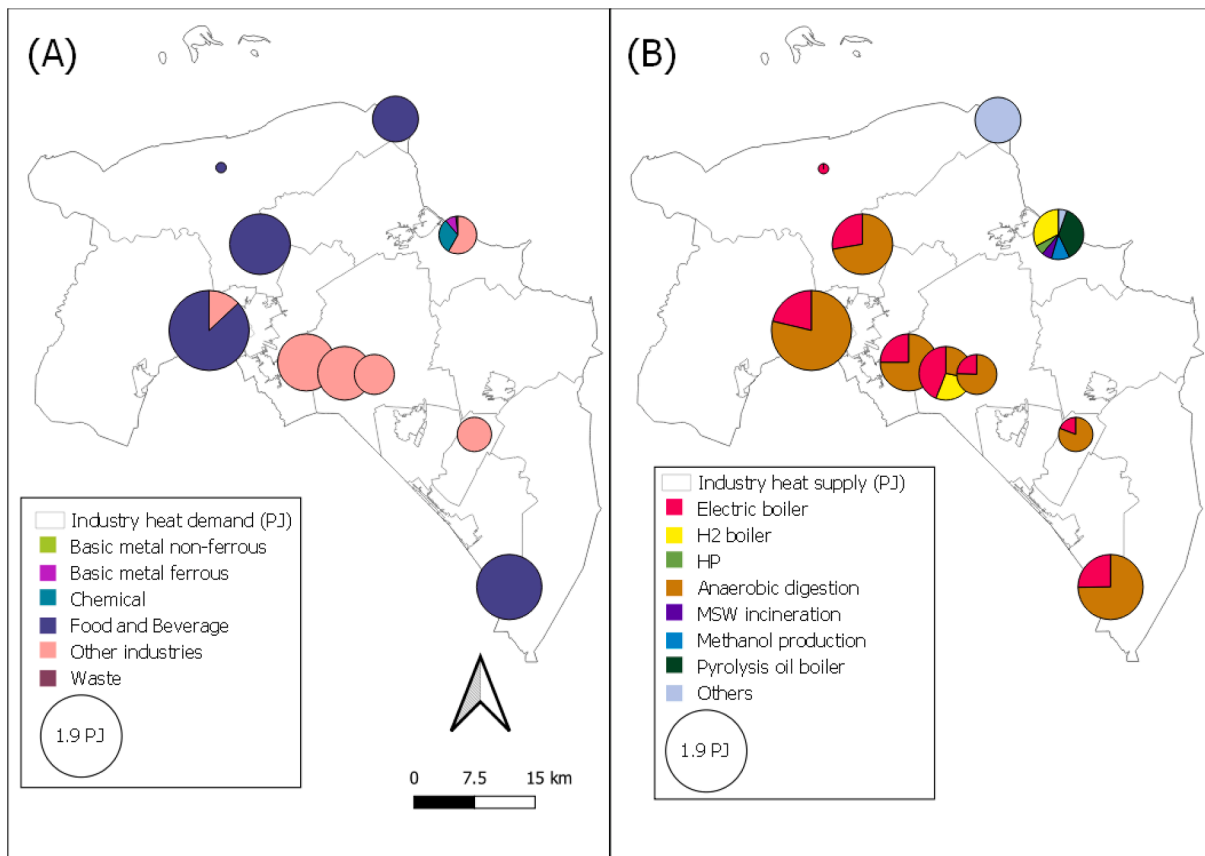 (A)
Industry heat demand (PJ)
Basic metal non-ferrous
Basic metal ferrous
Chemical
Food and Beverage
Other industries
Waste
1.9 PJ
0 7.5 15 km
(B)
Industry heat supply (PJ)
Electric boiler
H2 boiler
HP
Anaerobic digestion
MSW incineration
Methanol production
Pyrolysis oil boiler
Others
1.9 PJ